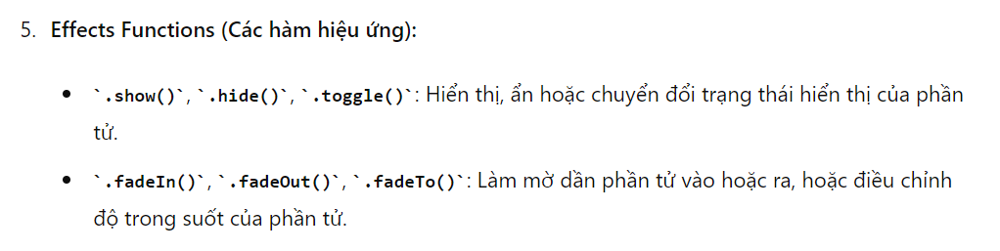 5. Effects Functions (Các hàm hiệu ứng):
• `.show()`, `.hide()`, `.toggle()`: Hiển thị, ẩn hoặc chuyển đổi trạng thái hiển thị của phần
tử.
• `.fadeIn()`, `.fadeOut()`, `.fadeTo()`: Làm mờ dần phần tử vào hoặc ra, hoặc điều chỉnh
độ trong suốt của phần tử.